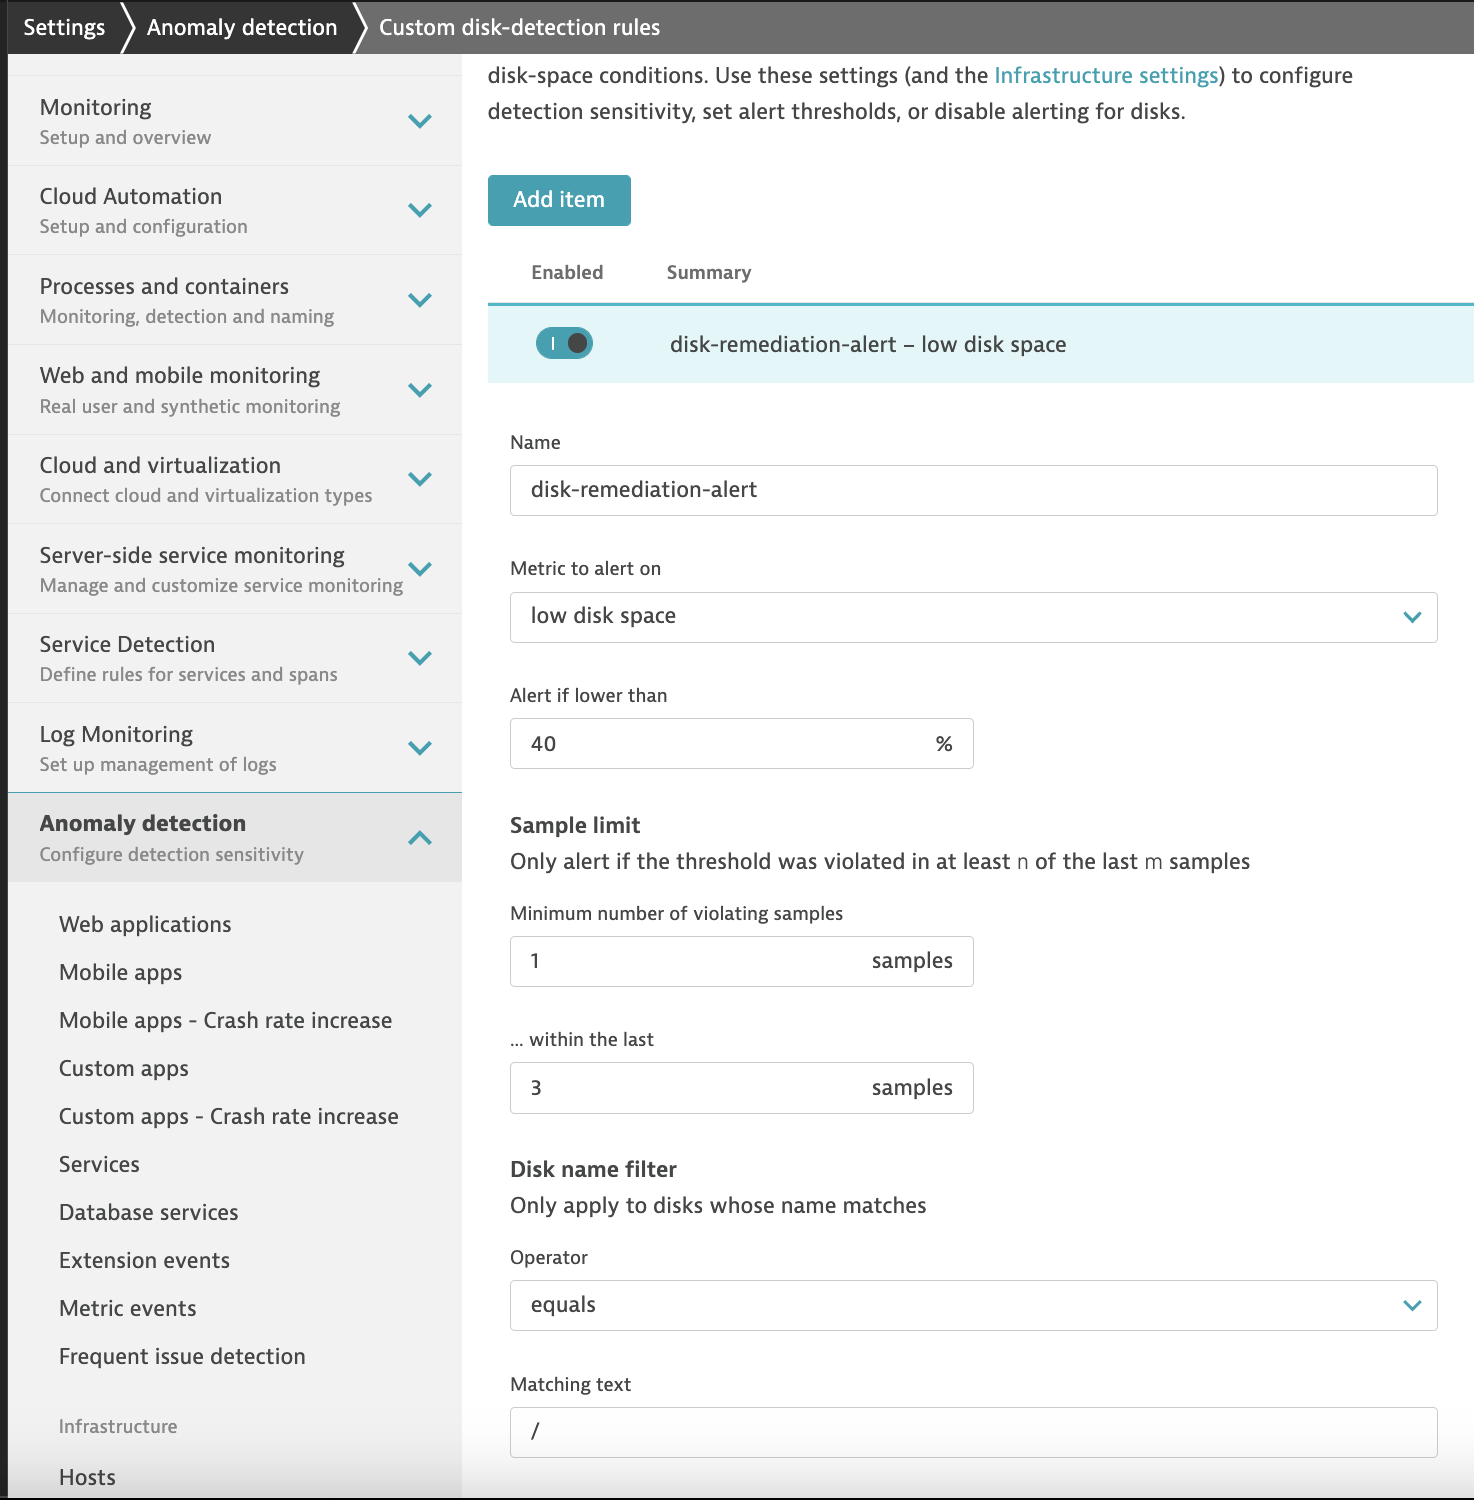 Settings
Anomaly detection
Custom disk-detection rules
Monitoring
Setup and overview
Cloud Automation
Setup and configuration
Processes and containers
Monitoring, detection and naming
Web and mobile monitoring
Real user and synthetic monitoring
Cloud and virtualization
Connect cloud and virtualization types
Server-side service monitoring
Manage and customize service monitoring
Service Detection
Define rules for services and spans
Log Monitoring
Set up management of logs
Anomaly detection
Configure detection sensitivity
Web applications
Mobile apps
Mobile apps - Crash rate increase
Custom apps
Custom apps - Crash rate increase
Services
Database services
Extension events
Metric events
Frequent issue detection
Infrastructure
Hosts
disk-space conditions. Use these settings (and the Infrastructure settings) to configure
detection sensitivity, set alert thresholds, or disable alerting for disks.
Add item
Enabled Summary
disk-remediation-alert – low disk space
Name
disk-remediation-alert
Metric to alert on
low disk space
Alert if lower than
40 %
Sample limit
Only alert if the threshold was violated in at least n of the last m samples
Minimum number of violating samples
1 samples
... within the last
3 samples
Disk name filter
Only apply to disks whose name matches
Operator
equals
Matching text
/